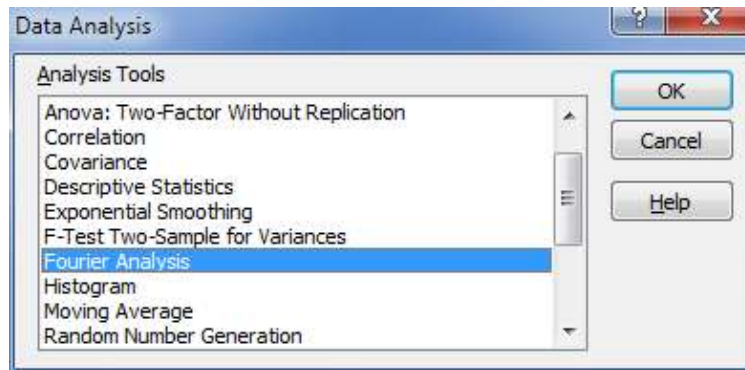 Data Analysis
Analysis Tools
Anova: Two-Factor Without Replication
Correlation
Covariance
Descriptive Statistics
Exponential Smoothing
F-Test Two-Sample for Variances
Fourier Analysis
Histogram
Moving Average
Random Number Generation
OK
Cancel
Help